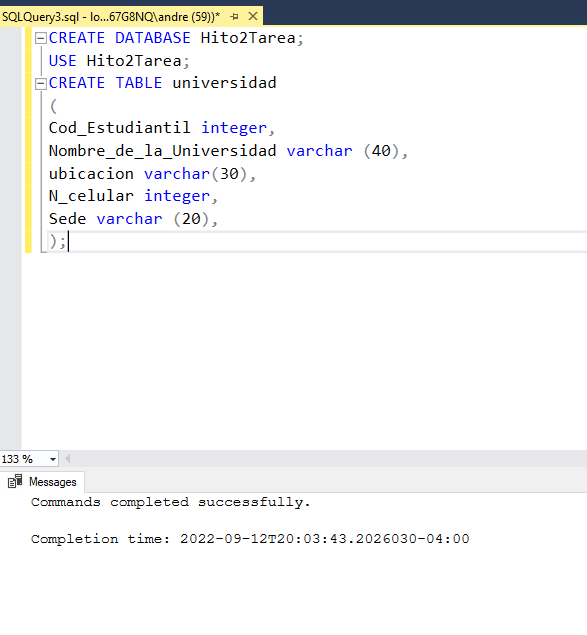 SQLQuery3.sql - lo...67G8NQ\andre (59))*
CREATE DATABASE Hito2Tarea;
USE Hito2Tarea;
CREATE TABLE universidad
(
Cod_Estudiantil integer,
Nombre_de_la_Universidad varchar (40),
ubicacion varchar(30),
N_celular integer,
Sede varchar (20),
);
133 %
Messages
Commands completed successfully.
Completion time: 2022-09-12T20:03:43.2026030-04:00